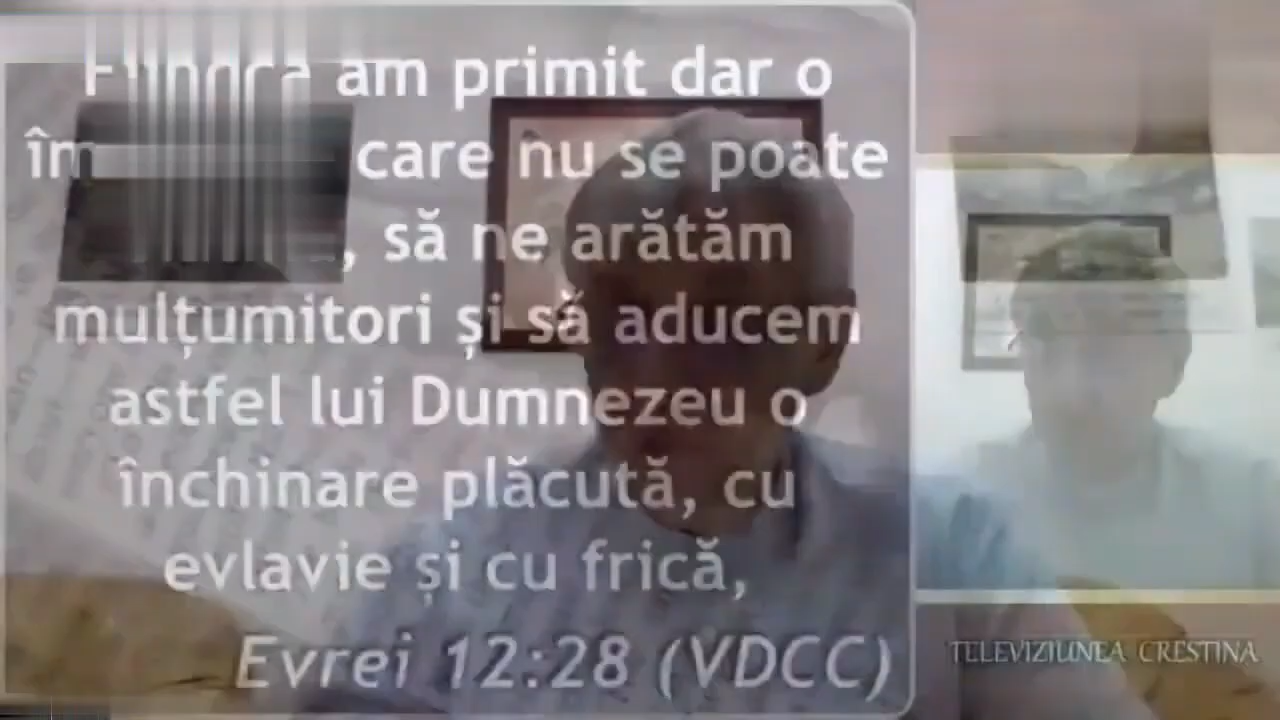 am primit dar o
care nu se poate
, să ne arătăm
mulțumitori și să aducem
astfel lui Dumnezeu o
închinare plăcută, cu
evlavie și cu frică,
Evrei 12:28 (VDCC)
TELEVIZIUNEA CRESTINA